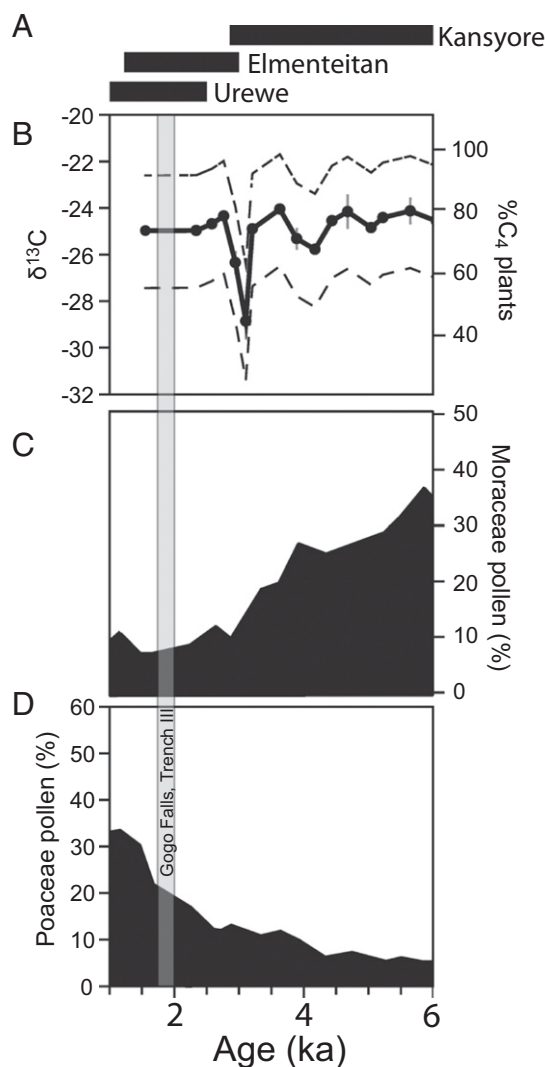 A
Kansyore
Elmenteitan
Urewe
B
-20
-22
-24
-26
-28
-30
-32
δ13C
100
80
60
40
%C4 plants
C
50
40
30
20
10
0
Moraceae pollen (%)
D
60
50
40
30
20
10
0
Poaceae pollen (%)
Gogo Falls, Trench III
2
4
6
Age (ka)